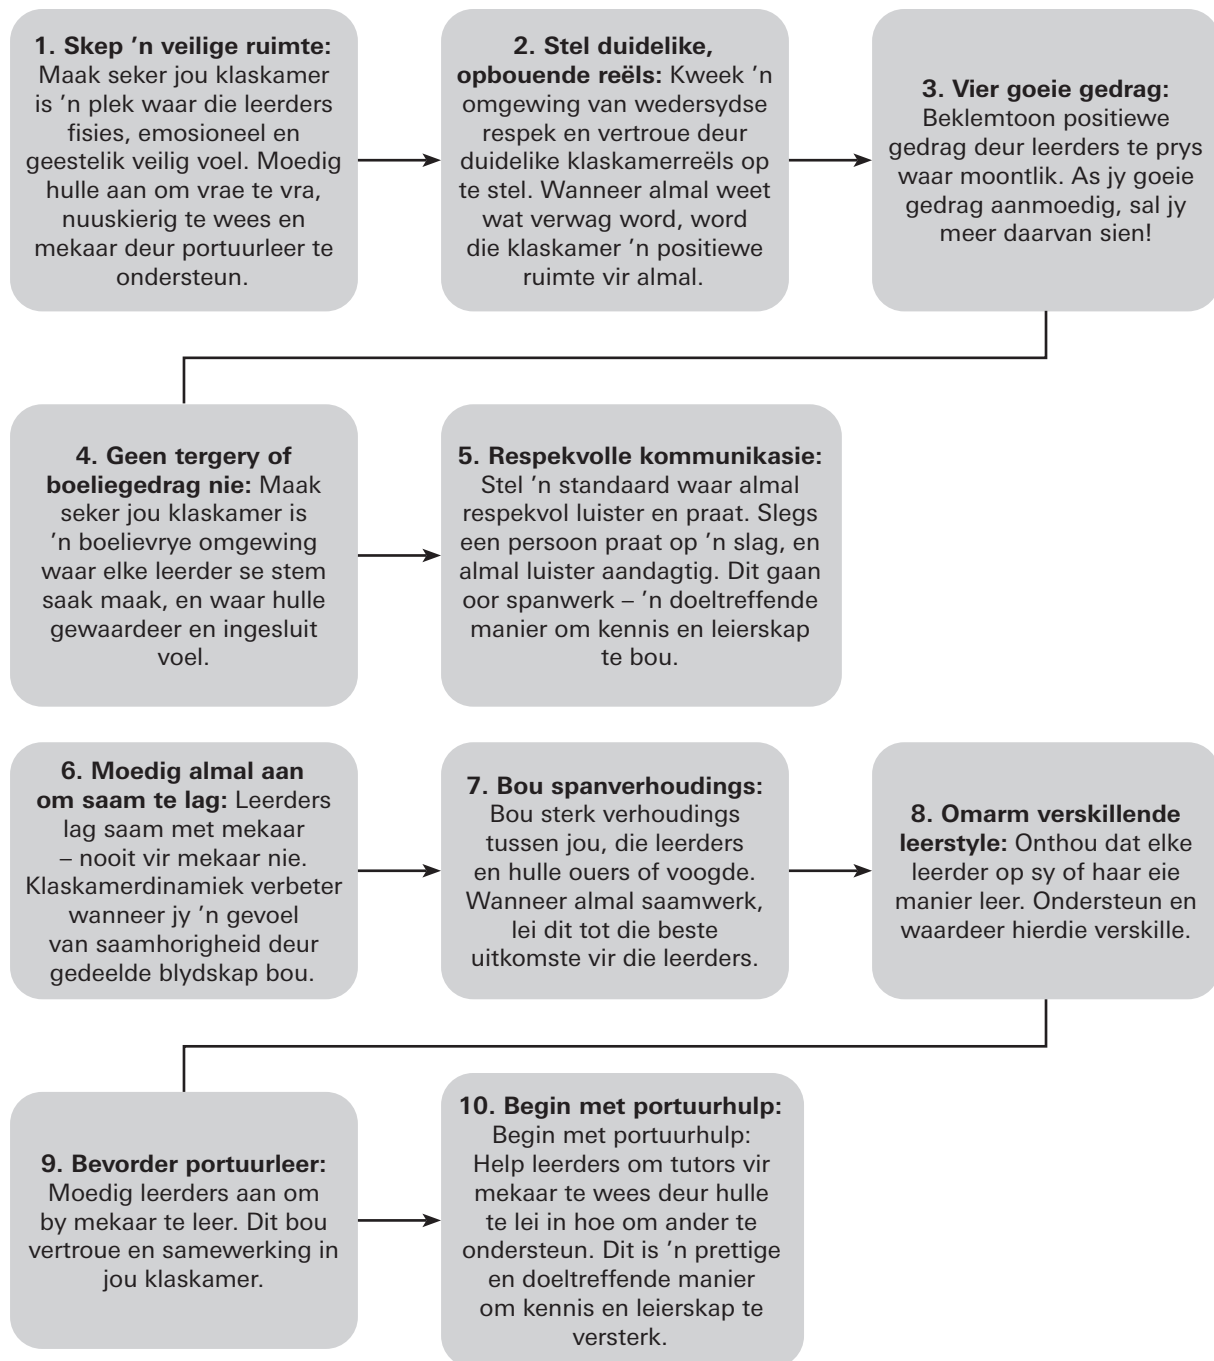 1. Skep ’n veilige ruimte:
Maak seker jou klaskamer
is ’n plek waar die leerders
fisies, emosioneel en
geestelik veilig voel. Moedig
hulle aan om vrae te vra,
nuuskierig te wees en
mekaar deur portuurleer te
ondersteun.
2. Stel duidelike,
opbouende reëls: Kweek ’n
omgewing van wedersydse
respek en vertroue deur
duidelike klaskamerreëls op
te stel. Wanneer almal weet
wat verwag word, word
die klaskamer ’n positiewe
ruimte vir almal.
3. Vier goeie gedrag:
Beklemtoon positiewe
gedrag deur leerders te prys
waar moontlik. As jy goeie
gedrag aanmoedig, sal jy
meer daarvan sien!
4. Geen tergery of
boeliegedrag nie: Maak
seker jou klaskamer is
’n boelievrye omgewing
waar elke leerder se stem
saak maak, en waar hulle
gewaardeer en ingesluit
voel.
5. Respekvolle kommunikasie:
Stel ’n standaard waar almal
respekvol luister en praat. Slegs
een persoon praat op ’n slag, en
almal luister aandagtig. Dit gaan
oor spanwerk – ’n doeltreffende
manier om kennis en leierskap
te bou.
6. Moedig almal aan
om saam te lag: Leerders
lag saam met mekaar
– nooit vir mekaar nie.
Klaskamerdinamiek verbeter
wanneer jy ’n gevoel
van saamhorigheid deur
gedeelde blydskap bou.
7. Bou spanverhoudings:
Bou sterk verhoudings
tussen jou, die leerders
en hulle ouers of voogde.
Wanneer almal saamwerk,
lei dit tot die beste
uitkomste vir die leerders.
8. Omarm verskillende
leerstyle: Onthou dat elke
leerder op sy of haar eie
manier leer. Ondersteun en
waardeer hierdie verskille.
9. Bevorder portuurleer:
Moedig leerders aan om
by mekaar te leer. Dit bou
vertroue en samewerking in
jou klaskamer.
10. Begin met portuurhulp:
Begin met portuurhulp:
Help leerders om tutors vir
mekaar te wees deur hulle
te lei in hoe om ander te
ondersteun. Dit is ’n prettige
en doeltreffende manier
om kennis en leierskap te
versterk.